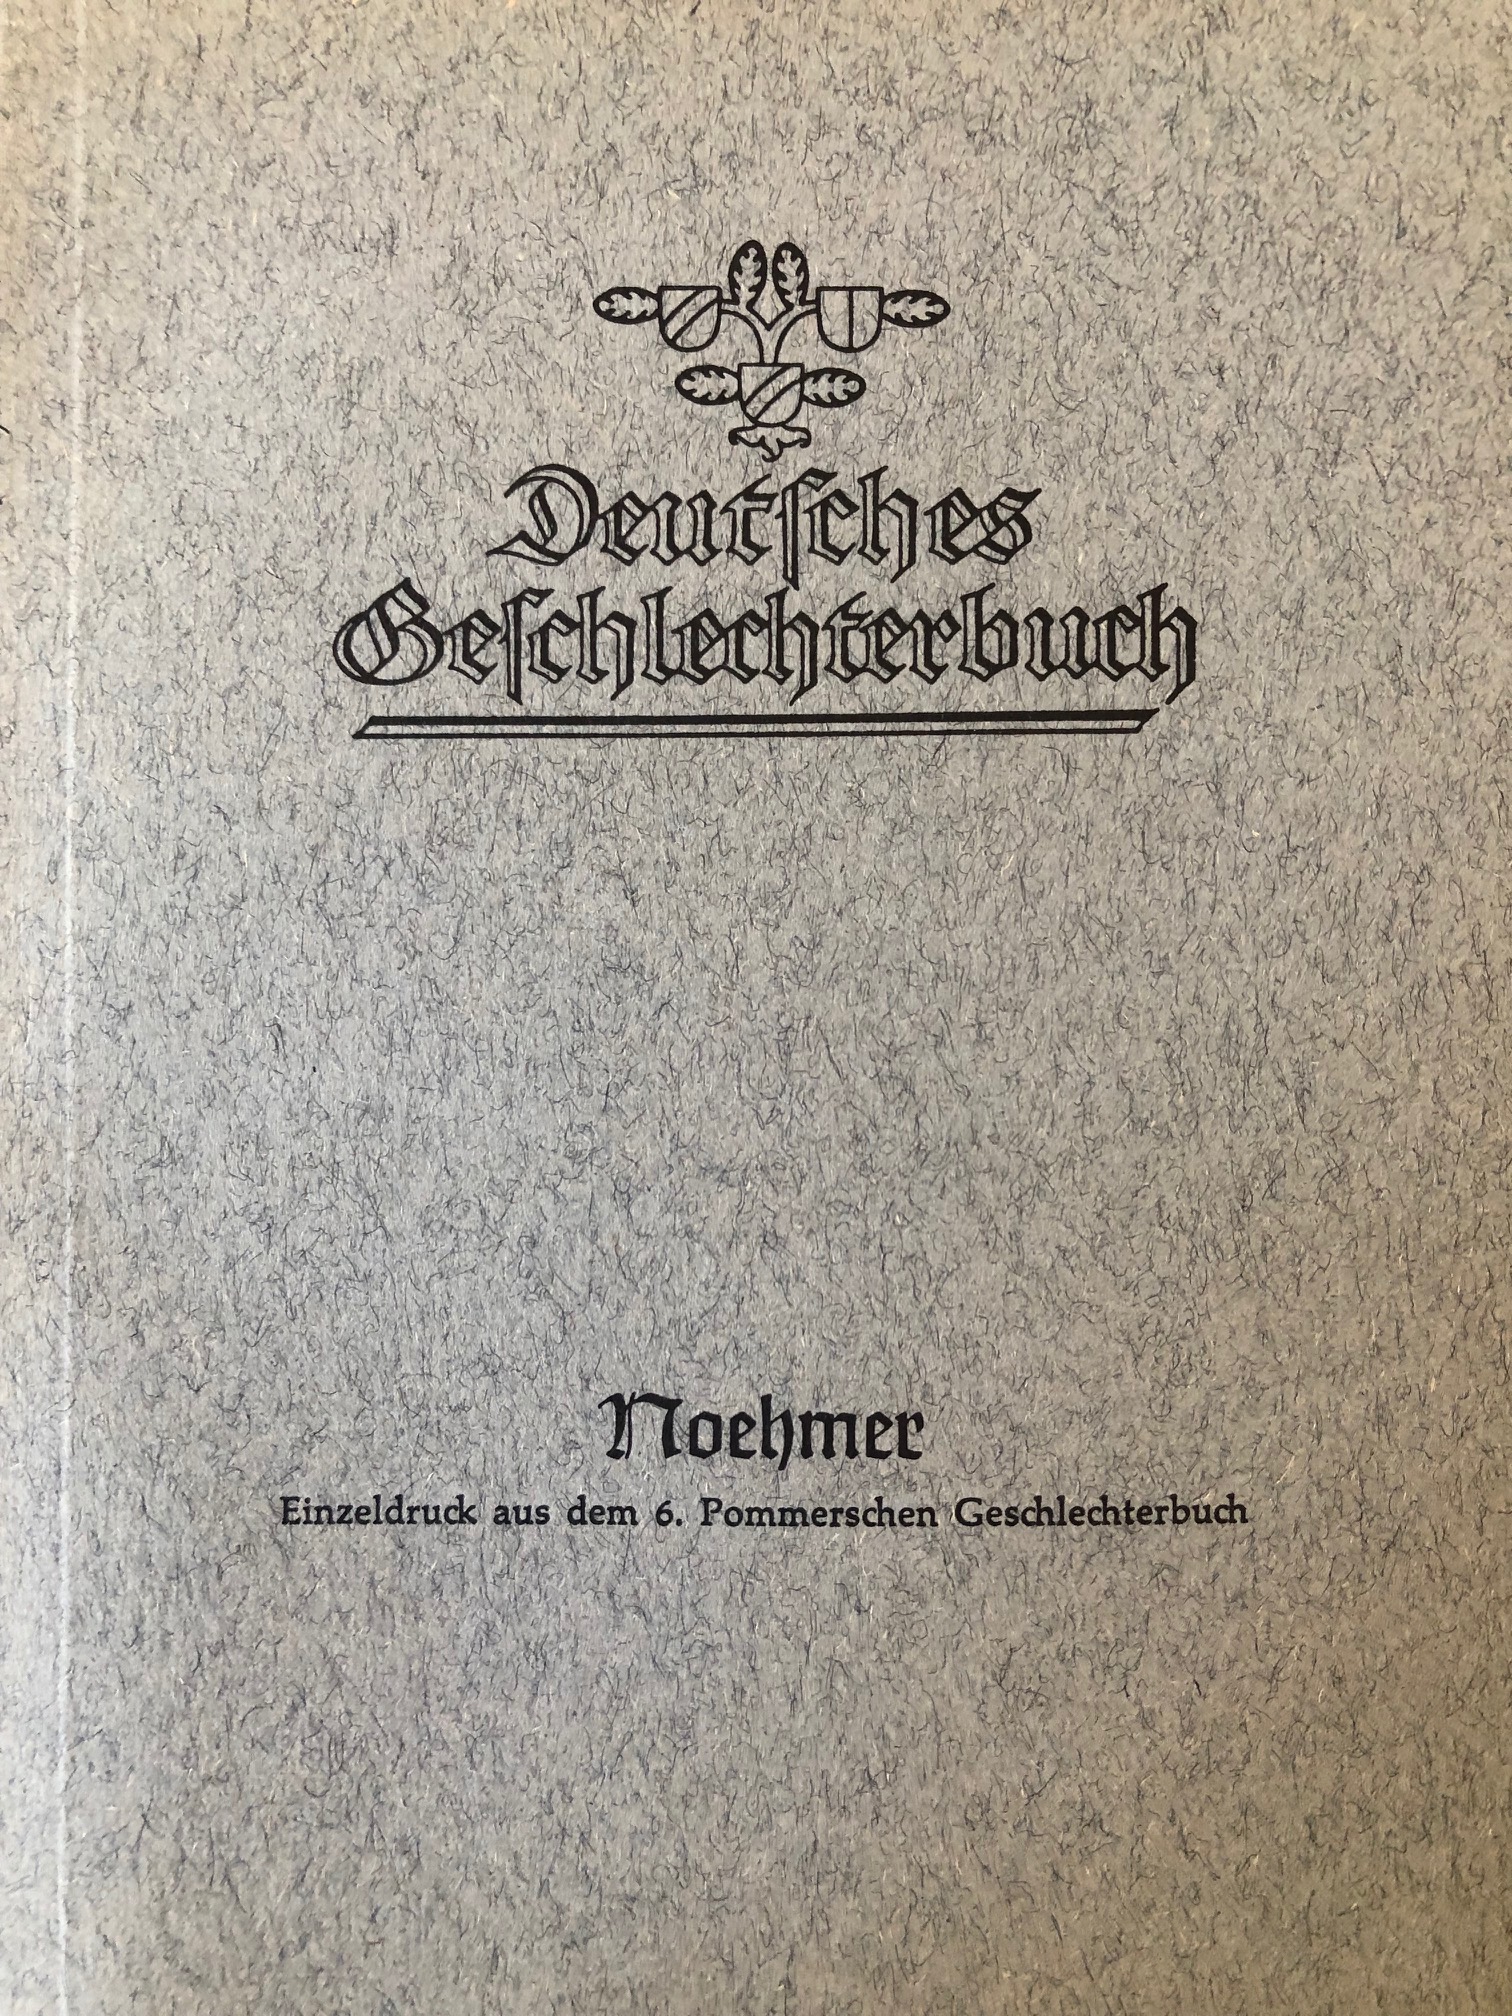 Deutsches
Geschlechterbuch
Noehmer
Einzeldruck aus dem 6. Pommerschen Geschlechterbuch